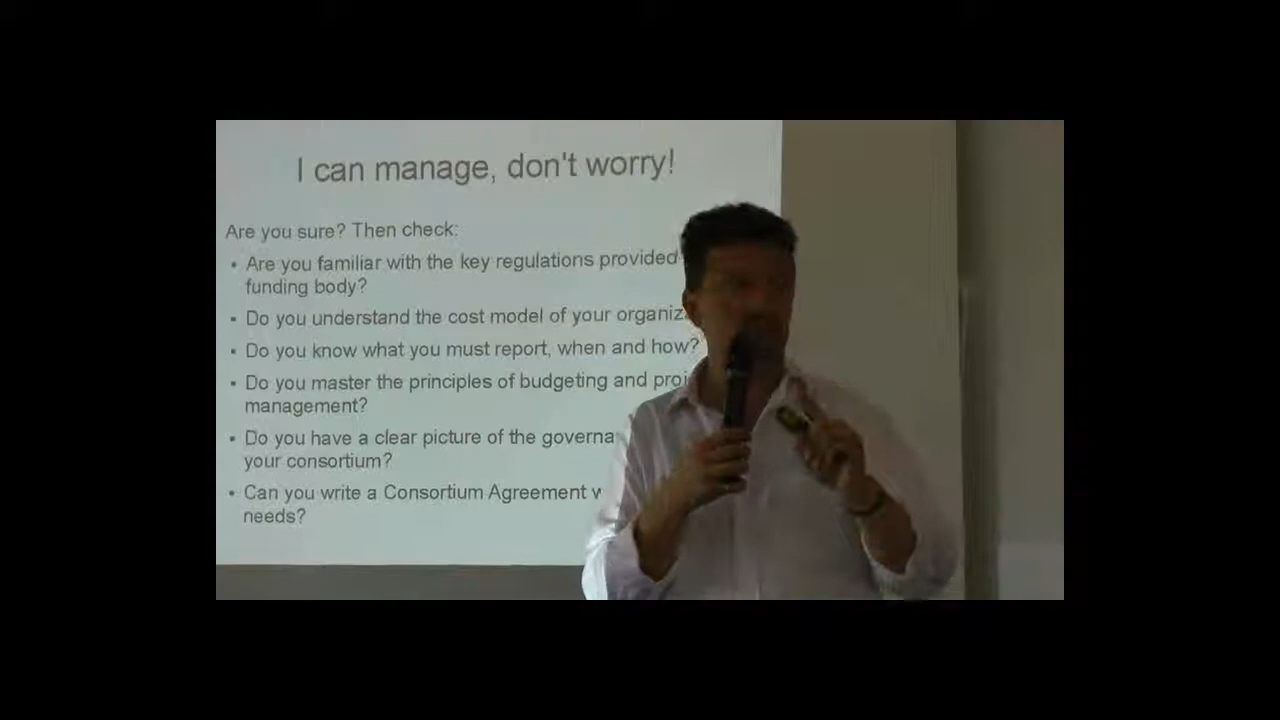 I can manage, don't worry!
Are you sure? Then check:
• Are you familiar with the key regulations provided
funding body?
• Do you understand the cost model of your
• Do you know what you must report, when and how?
• Do you master the principles of budgeting and
management?
• Do you have a clear picture of the
your consortium?
• Can you write a Consortium Agreement
needs?